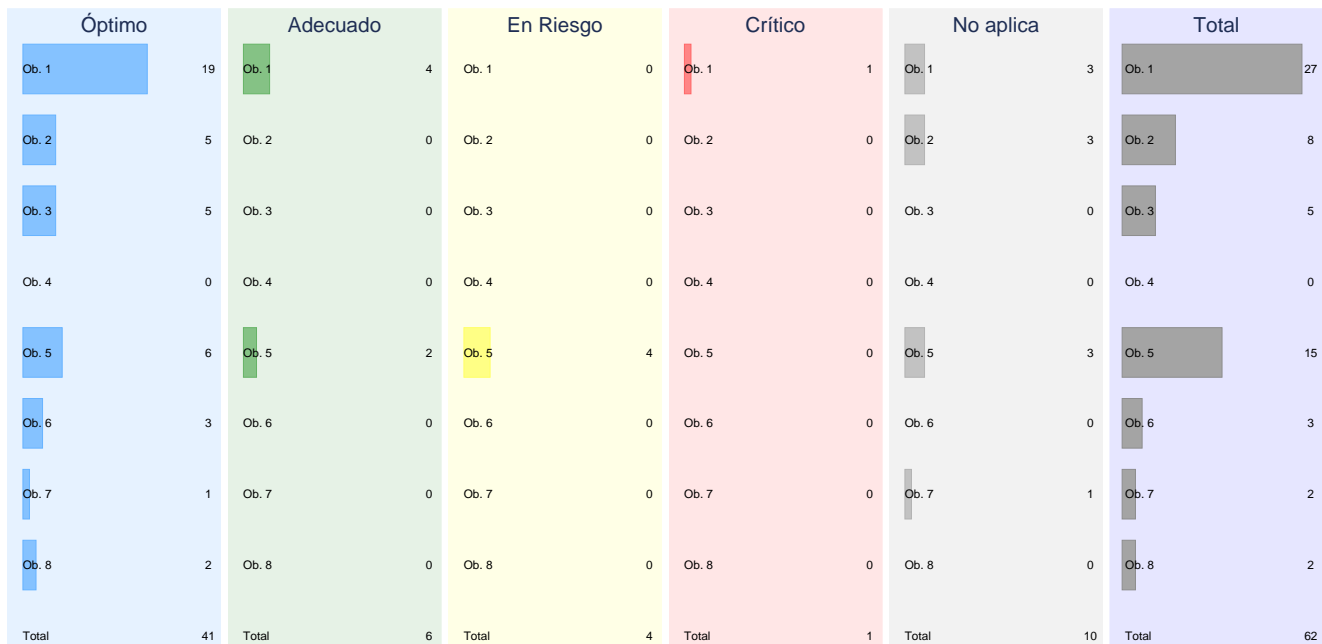 Óptimo Adecuado En Riesgo Crítico No aplica Total
Ob. 1 19 Ob. 1 4 Ob. 1 0 Ob. 1 1 Ob. 1 3 Ob. 1 27
Ob. 2 5 Ob. 2 0 Ob. 2 0 Ob. 2 0 Ob. 2 3 Ob. 2 8
Ob. 3 5 Ob. 3 0 Ob. 3 0 Ob. 3 0 Ob. 3 0 Ob. 3 5
Ob. 4 0 Ob. 4 0 Ob. 4 0 Ob. 4 0 Ob. 4 0 Ob. 4 0
Ob. 5 6 Ob. 5 2 Ob. 5 4 Ob. 5 0 Ob. 5 3 Ob. 5 15
Ob. 6 3 Ob. 6 0 Ob. 6 0 Ob. 6 0 Ob. 6 0 Ob. 6 3
Ob. 7 1 Ob. 7 0 Ob. 7 0 Ob. 7 0 Ob. 7 1 Ob. 7 2
Ob. 8 2 Ob. 8 0 Ob. 8 0 Ob. 8 0 Ob. 8 0 Ob. 8 2
Total 41 Total 6 Total 4 Total 1 Total 10 Total 62